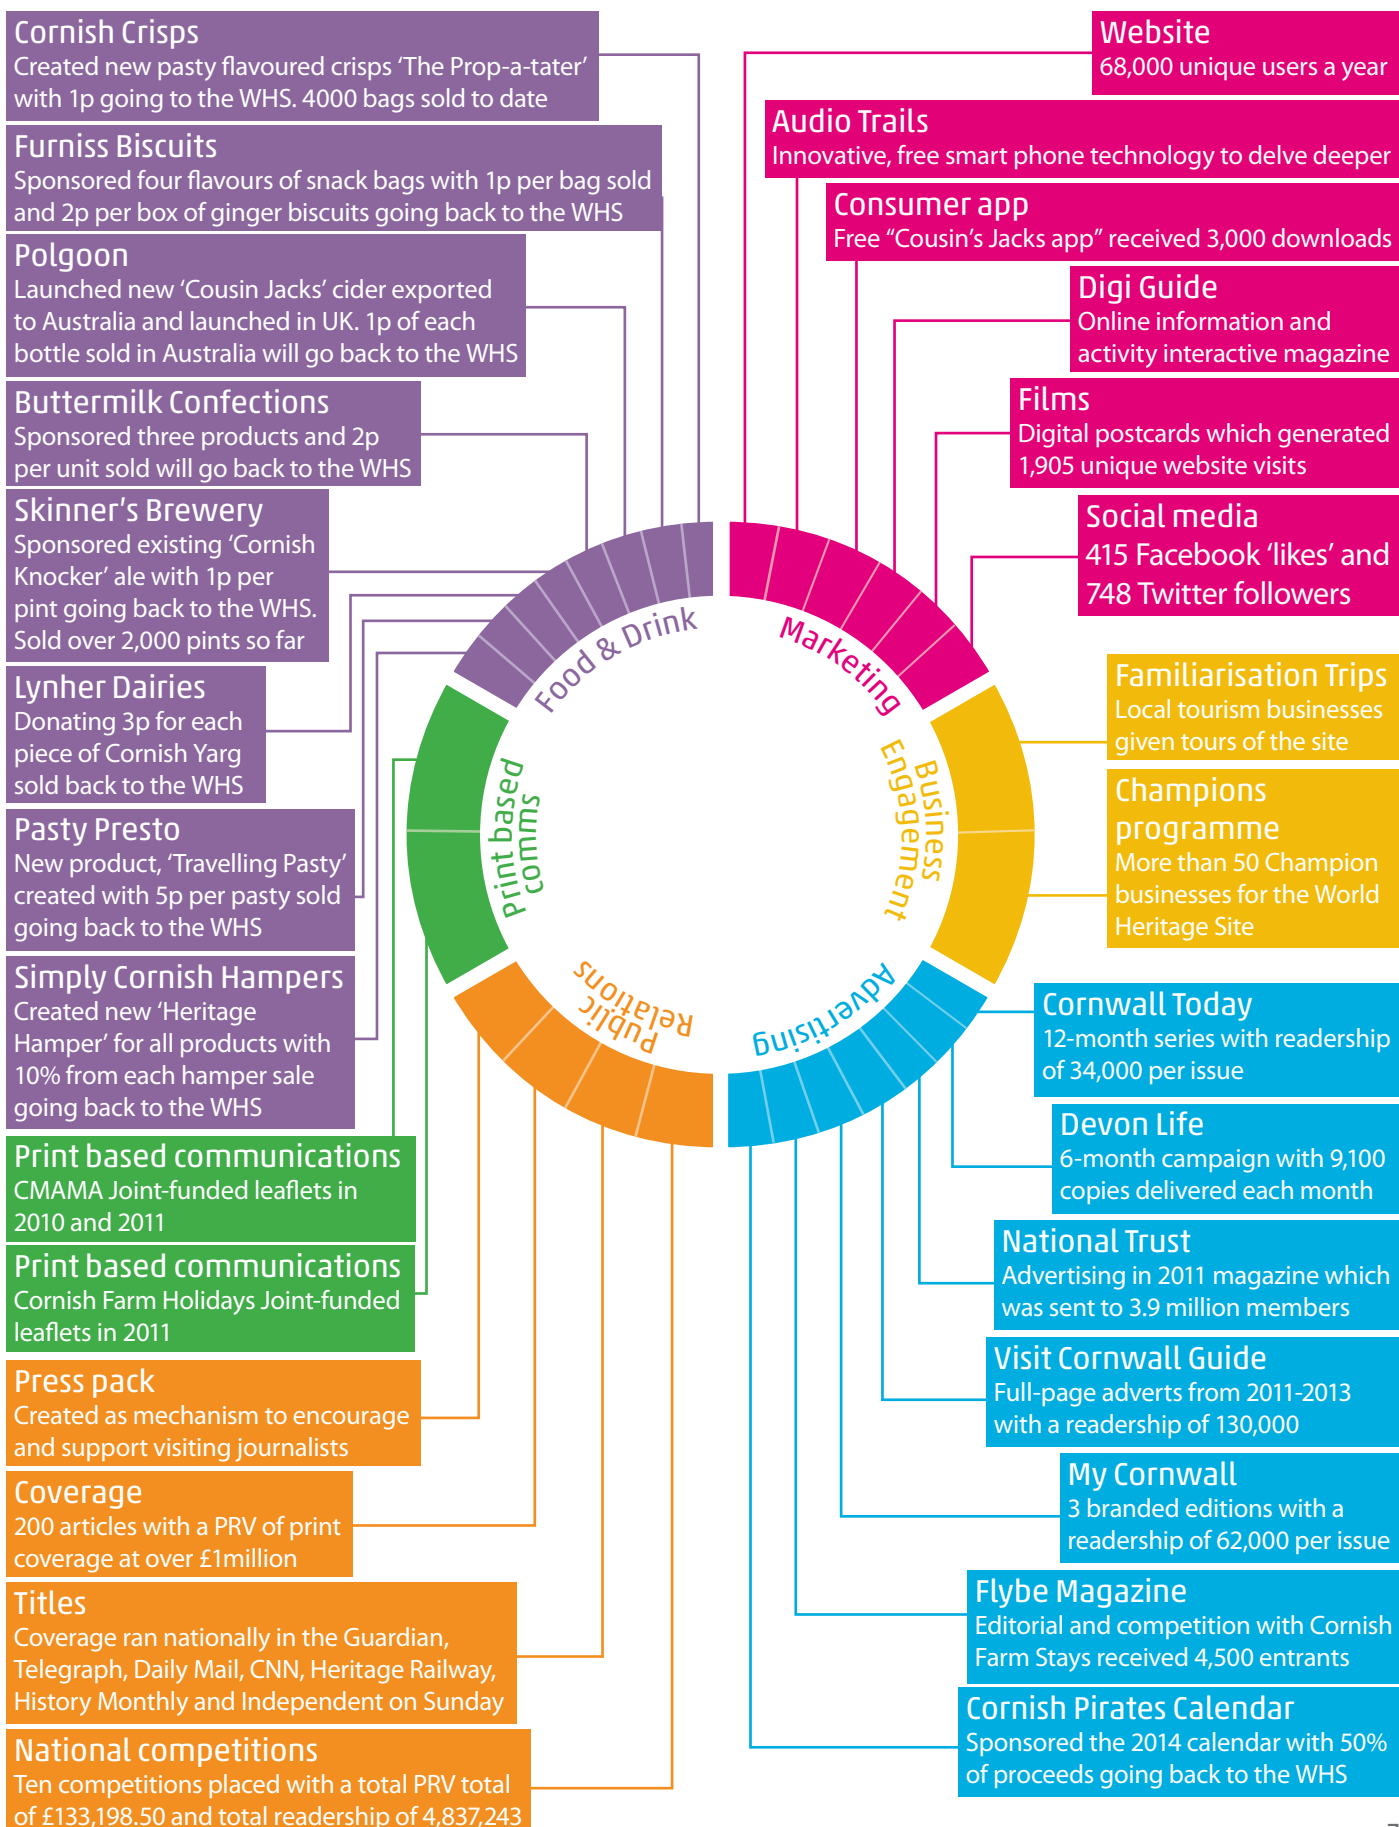 Cornish Crisps
Created new pasty flavoured crisps ‘The Prop-a-tater’
with 1p going to the WHS. 4000 bags sold to date
Furniss Biscuits
Sponsored four flavours of snack bags with 1p per bag sold
and 2p per box of ginger biscuits going back to the WHS
Polgoon
Launched new ‘Cousin Jacks’ cider exported
to Australia and launched in UK. 1p of each
bottle sold in Australia will go back to the WHS
Buttermilk Confections
Sponsored three products and 2p
per unit sold will go back to the WHS
Skinner’s Brewery
Sponsored existing ‘Cornish
Knocker’ ale with 1p per
pint going back to the WHS.
Sold over 2,000 pints so far
Lynher Dairies
Donating 3p for each
piece of Cornish Yarg
sold back to the WHS
Pasty Presto
New product, ‘Travelling Pasty’
created with 5p per pasty sold
going back to the WHS
Simply Cornish Hampers
Created new ‘Heritage
Hamper’ for all products with
10% from each hamper sale
going back to the WHS
Print based communications
CMAMA Joint-funded leaflets in
2010 and 2011
Print based communications
Cornish Farm Holidays Joint-funded
leaflets in 2011
Press pack
Created as mechanism to encourage
and support visiting journalists
Coverage
200 articles with a PRV of print
coverage at over £1million
Titles
Coverage ran nationally in the Guardian,
Telegraph, Daily Mail, CNN, Heritage Railway,
History Monthly and Independent on Sunday
National competitions
Ten competitions placed with a total PRV total
of £133,198.50 and total readership of 4,837,243
Food & Drink
Marketing
Print based
comms
Business
Engagement
Public
Relations
Advertising
Website
68,000 unique users a year
Audio Trails
Innovative, free smart phone technology to delve deeper
Consumer app
Free “Cousin’s Jacks app” received 3,000 downloads
Digi Guide
Online information and
activity interactive magazine
Films
Digital postcards which generated
1,905 unique website visits
Social media
415 Facebook ‘likes’ and
748 Twitter followers
Familiarisation Trips
Local tourism businesses
given tours of the site
Champions
programme
More than 50 Champion
businesses for the World
Heritage Site
Cornwall Today
12-month series with readership
of 34,000 per issue
Devon Life
6-month campaign with 9,100
copies delivered each month
National Trust
Advertising in 2011 magazine which
was sent to 3.9 million members
Visit Cornwall Guide
Full-page adverts from 2011-2013
with a readership of 130,000
My Cornwall
3 branded editions with a
readership of 62,000 per issue
Flybe Magazine
Editorial and competition with Cornish
Farm Stays received 4,500 entrants
Cornish Pirates Calendar
Sponsored the 2014 calendar with 50%
of proceeds going back to the WHS